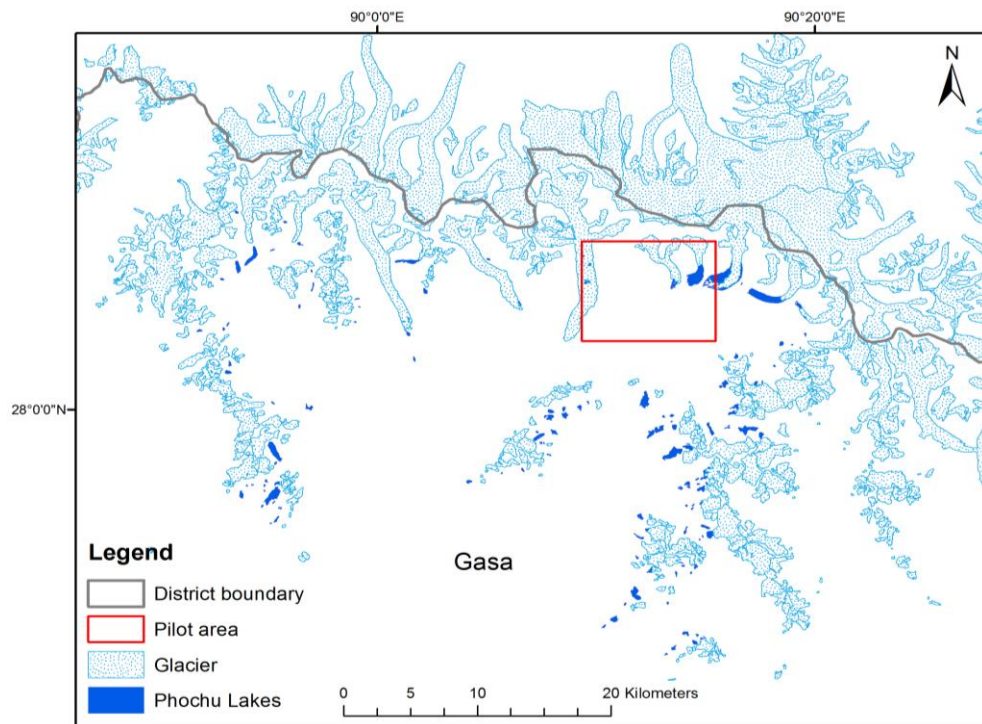 90°0'0"E
90°20'0"E
N
28°0'0"N
Gasa
Legend
District boundary
Pilot area
Glacier
Phochu Lakes
0 5 10 20 Kilometers